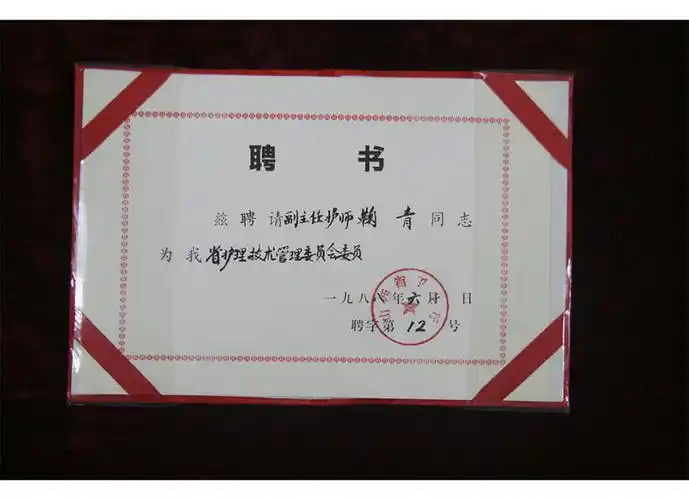 聘 书
兹聘请副主任护师鞠青同志
为我省护理技术管理委员会委员
一九八八年六月 日
聘字第12号